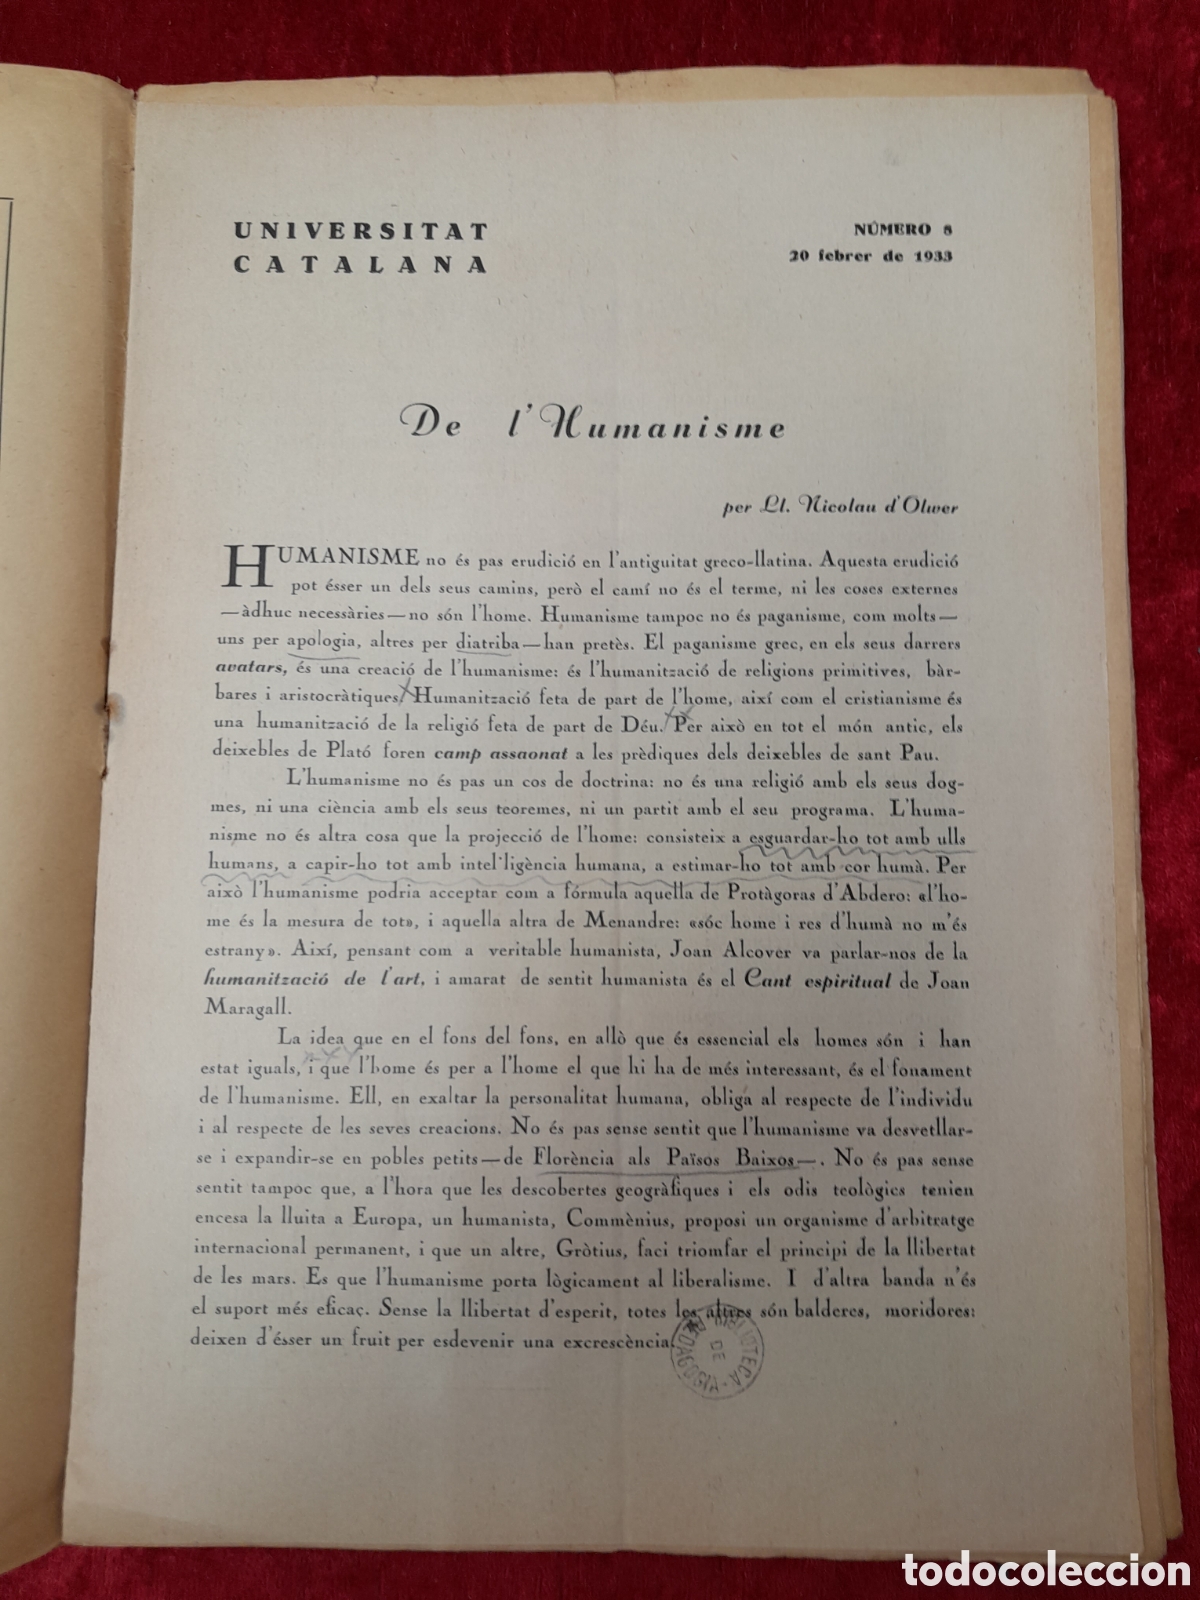 UNIVERSITAT
CATALANA
NÚMERO 8
20 febrer de 1933
De l'Humanisme
per Ll. Nicolau d'Olwer
HUMANISME no és pas erudició en l'antiguitat greco-llatina. Aquesta erudició
pot ésser un dels seus camins, però el camí no és el terme, ni les coses externes
—àdhuc necessàries—no són l'home. Humanisme tampoc no és paganisme, com molts—
uns per apologia, altres per diatriba—han pretès. El paganisme grec, en els seus darrers
avatars, és una creació de l'humanisme: és l'humanització de religions primitives, bàr-
bares i aristocràtiques. Humanització feta de part de l'home, així com el cristianisme és
una humanització de la religió feta de part de Déu. Per això en tot el món antic, els
deixebles de Plató foren camp assaonat a les prèdiques dels deixebles de sant Pau.
L'humanisme no és pas un cos de doctrina: no és una religió amb els seus dog-
mes, ni una ciència amb els seus teoremes, ni un partit amb el seu programa. L'huma-
nisme no és altra cosa que la projecció de l'home: consisteix a esguardar-ho tot amb ulls
humans, a capir-ho tot amb intel·ligència humana, a estimar-ho tot amb cor humà. Per
això l'humanisme podria acceptar com a fórmula aquella de Protàgoras d'Abdero: «l'ho-
me és la mesura de tot», i aquella altra de Menandre: «sóc home i res d'humà no m'és
estrany». Així, pensant com a veritable humanista, Joan Alcover va parlar-nos de la
humanització de l'art, i amarat de sentit humanista és el Cant espiritual de Joan
Maragall.
La idea que en el fons del fons, en allò que és essencial els homes són i han
estat iguals, i que l'home és per a l'home el que hi ha de més interessant, és el fonament
de l'humanisme. Ell, en exaltar la personalitat humana, obliga al respecte de l'individu
i al respecte de les seves creacions. No és pas sense sentit que l'humanisme va desvetllar-
se i expandir-se en pobles petits—de Florència als Països Baixos—. No és pas sense
sentit tampoc que, a l'hora que les descobertes geogràfiques i els odis teològics tenien
encesa la lluita a Europa, un humanista, Commènius, proposi un organisme d'arbitratge
internacional permanent, i que un altre, Gròtius, faci triomfar el principi de la llibertat
de les mars. Es que l'humanisme porta lògicament al liberalisme. I d'altra banda n'és
el suport més eficaç. Sense la llibertat d'esperit, totes les altres són balderes, moridores:
deixen d'ésser un fruit per esdevenir una excrescència.
BIBLIOTECA
DE
PEDAGOGIA
todocoleccion